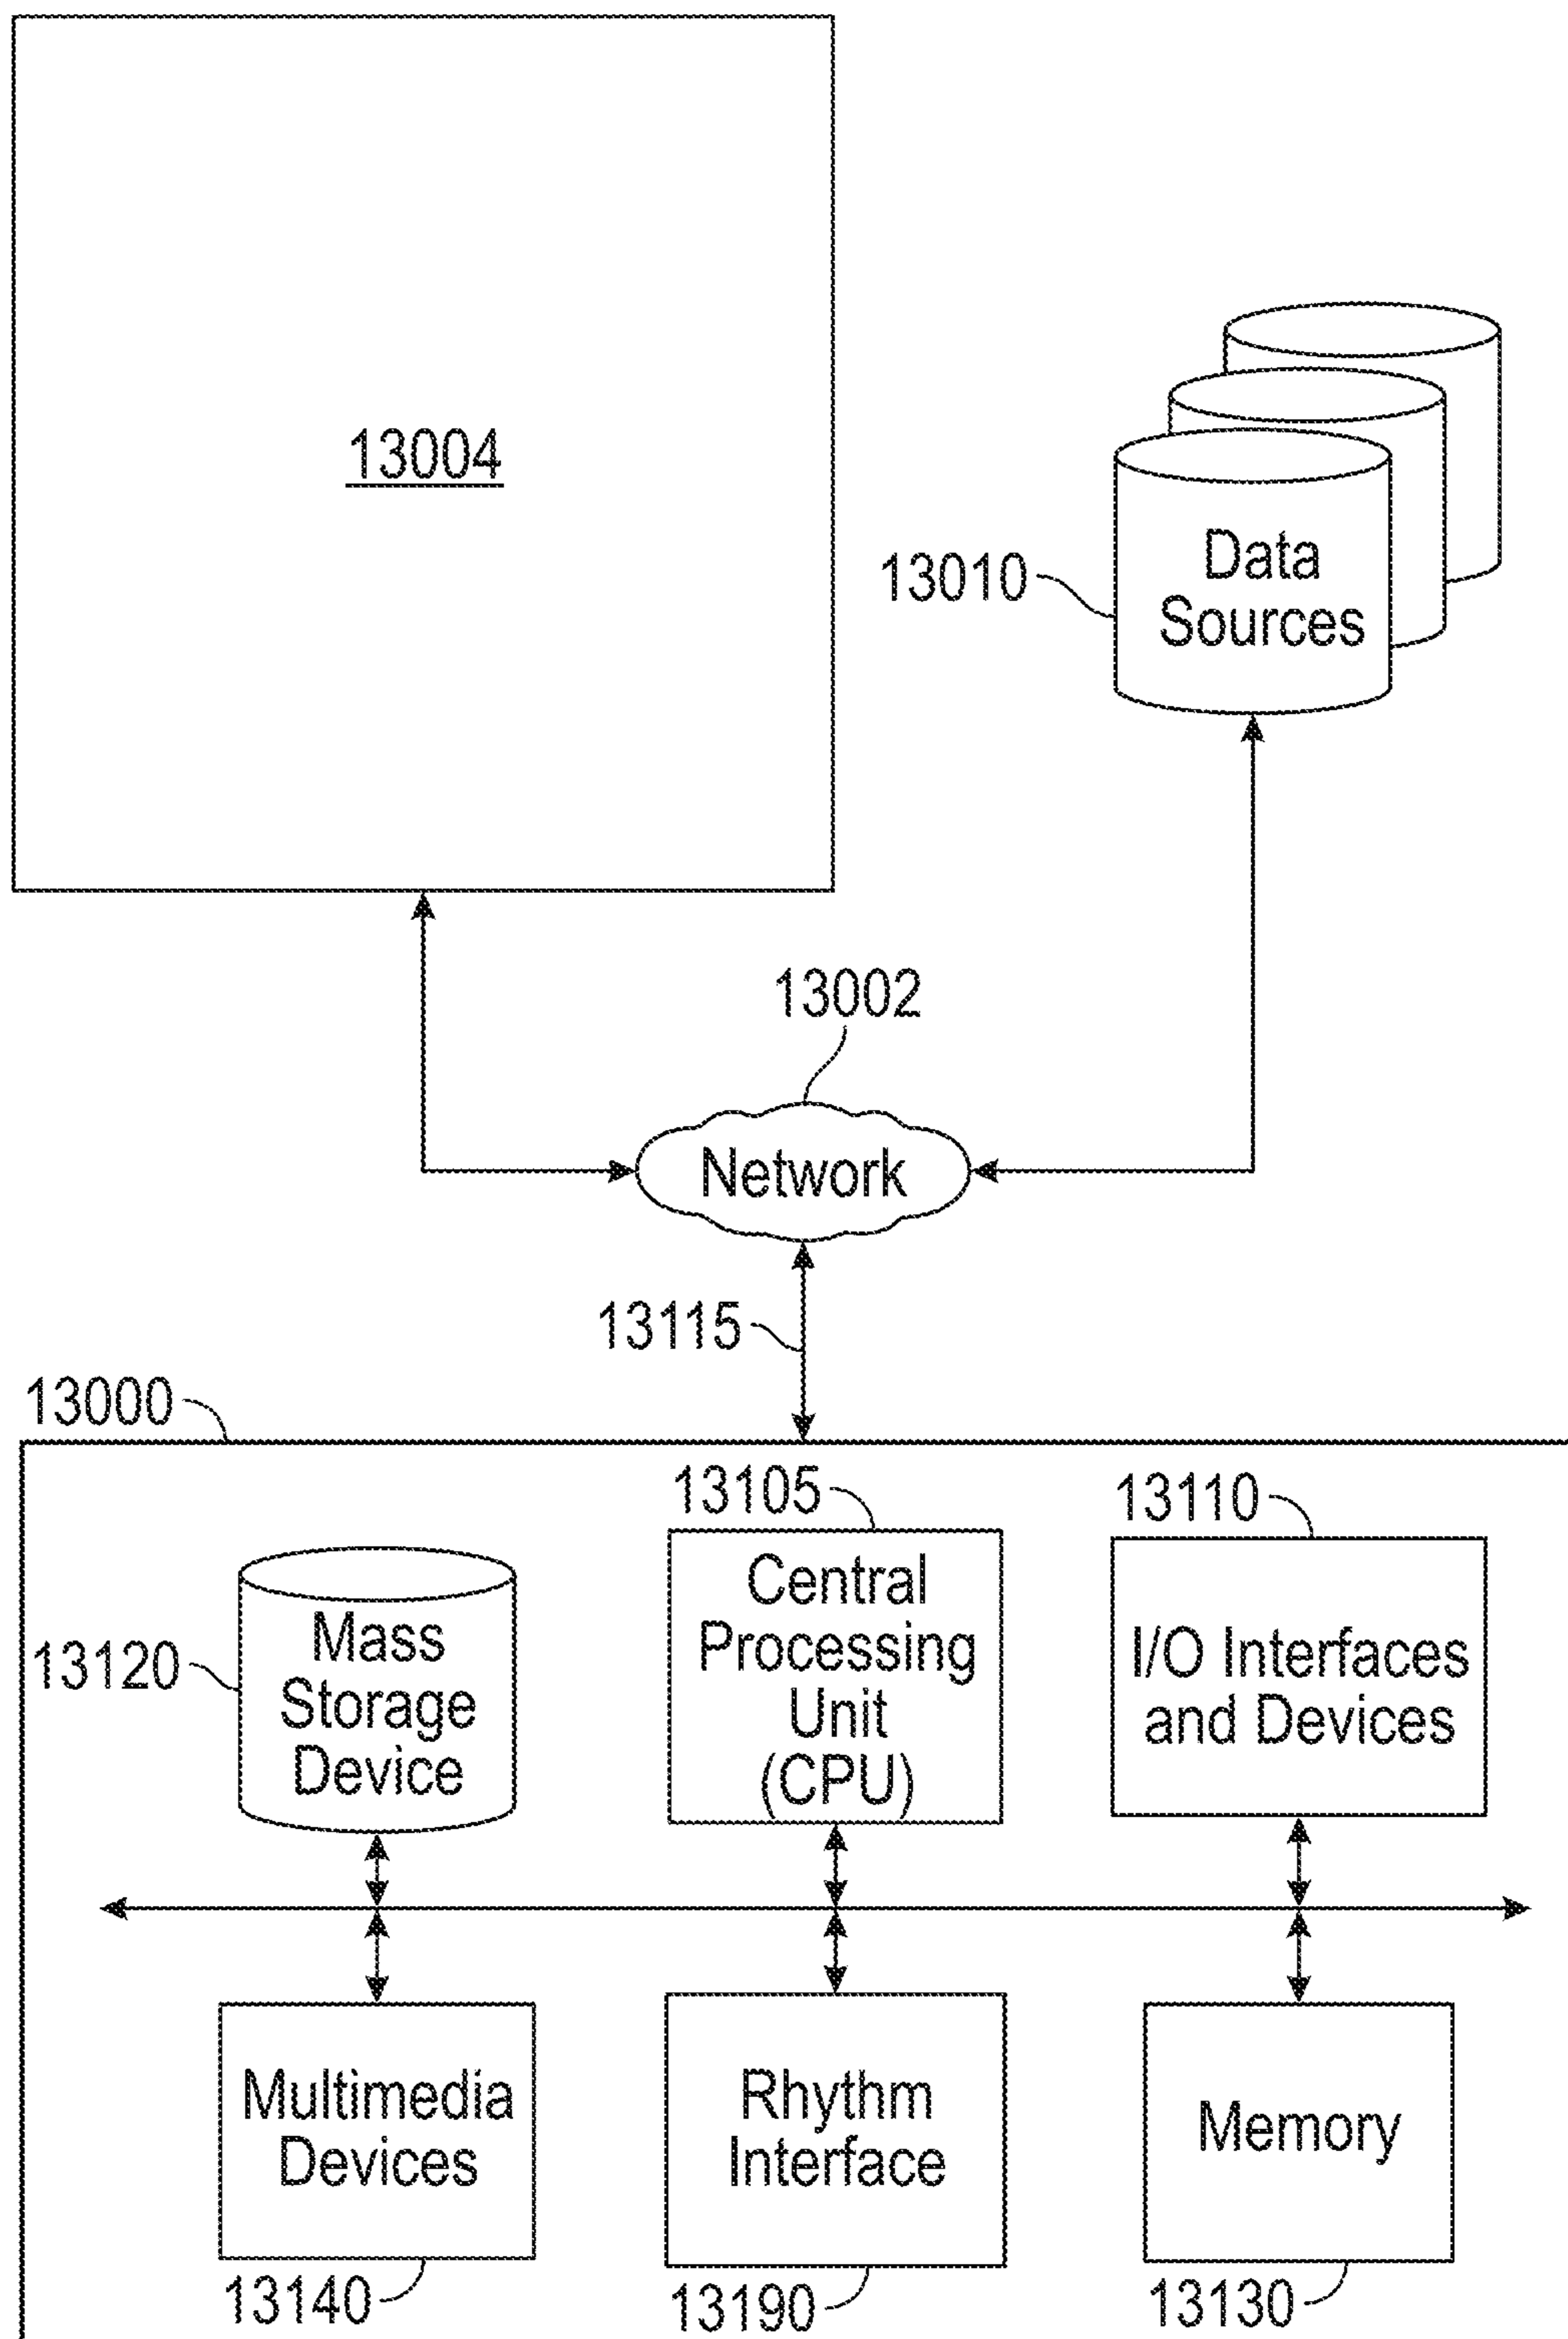 13004
13010
Data
Sources
13002
Network
13115
13000
13105
13110
13120
Mass
Storage
Device
Central
Processing
Unit
(CPU)
I/O Interfaces
and Devices
Multimedia
Devices
Rhythm
Interface
Memory
13140
13190
13130